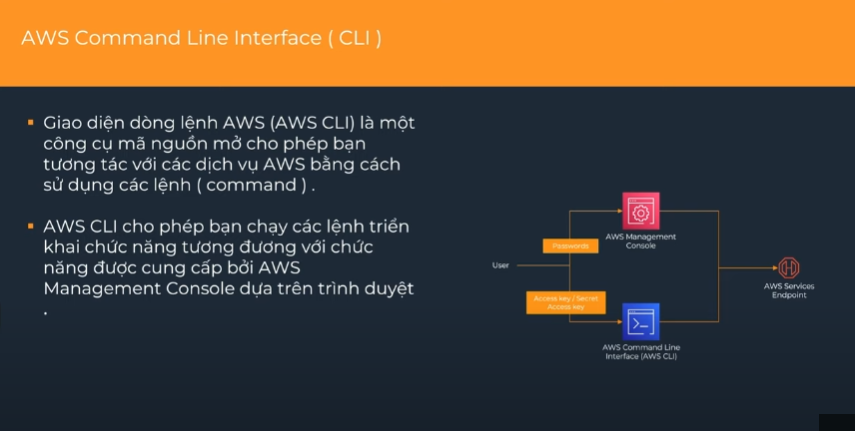 AWS Command Line Interface ( CLI )
Giao diện dòng lệnh AWS (AWS CLI) là một
công cụ mã nguồn mở cho phép bạn
tương tác với các dịch vụ AWS bằng cách
sử dụng các lệnh ( command ) .
AWS CLI cho phép bạn chạy các lệnh triển
khai chức năng tương đương với chức
năng được cung cấp bởi AWS
Management Console dựa trên trình duyệt
.
User
Passwords
Access key / Secret
Access key
AWS Management
Console
AWS Command Line
Interface (AWS CLI)
AWS Services
Endpoint